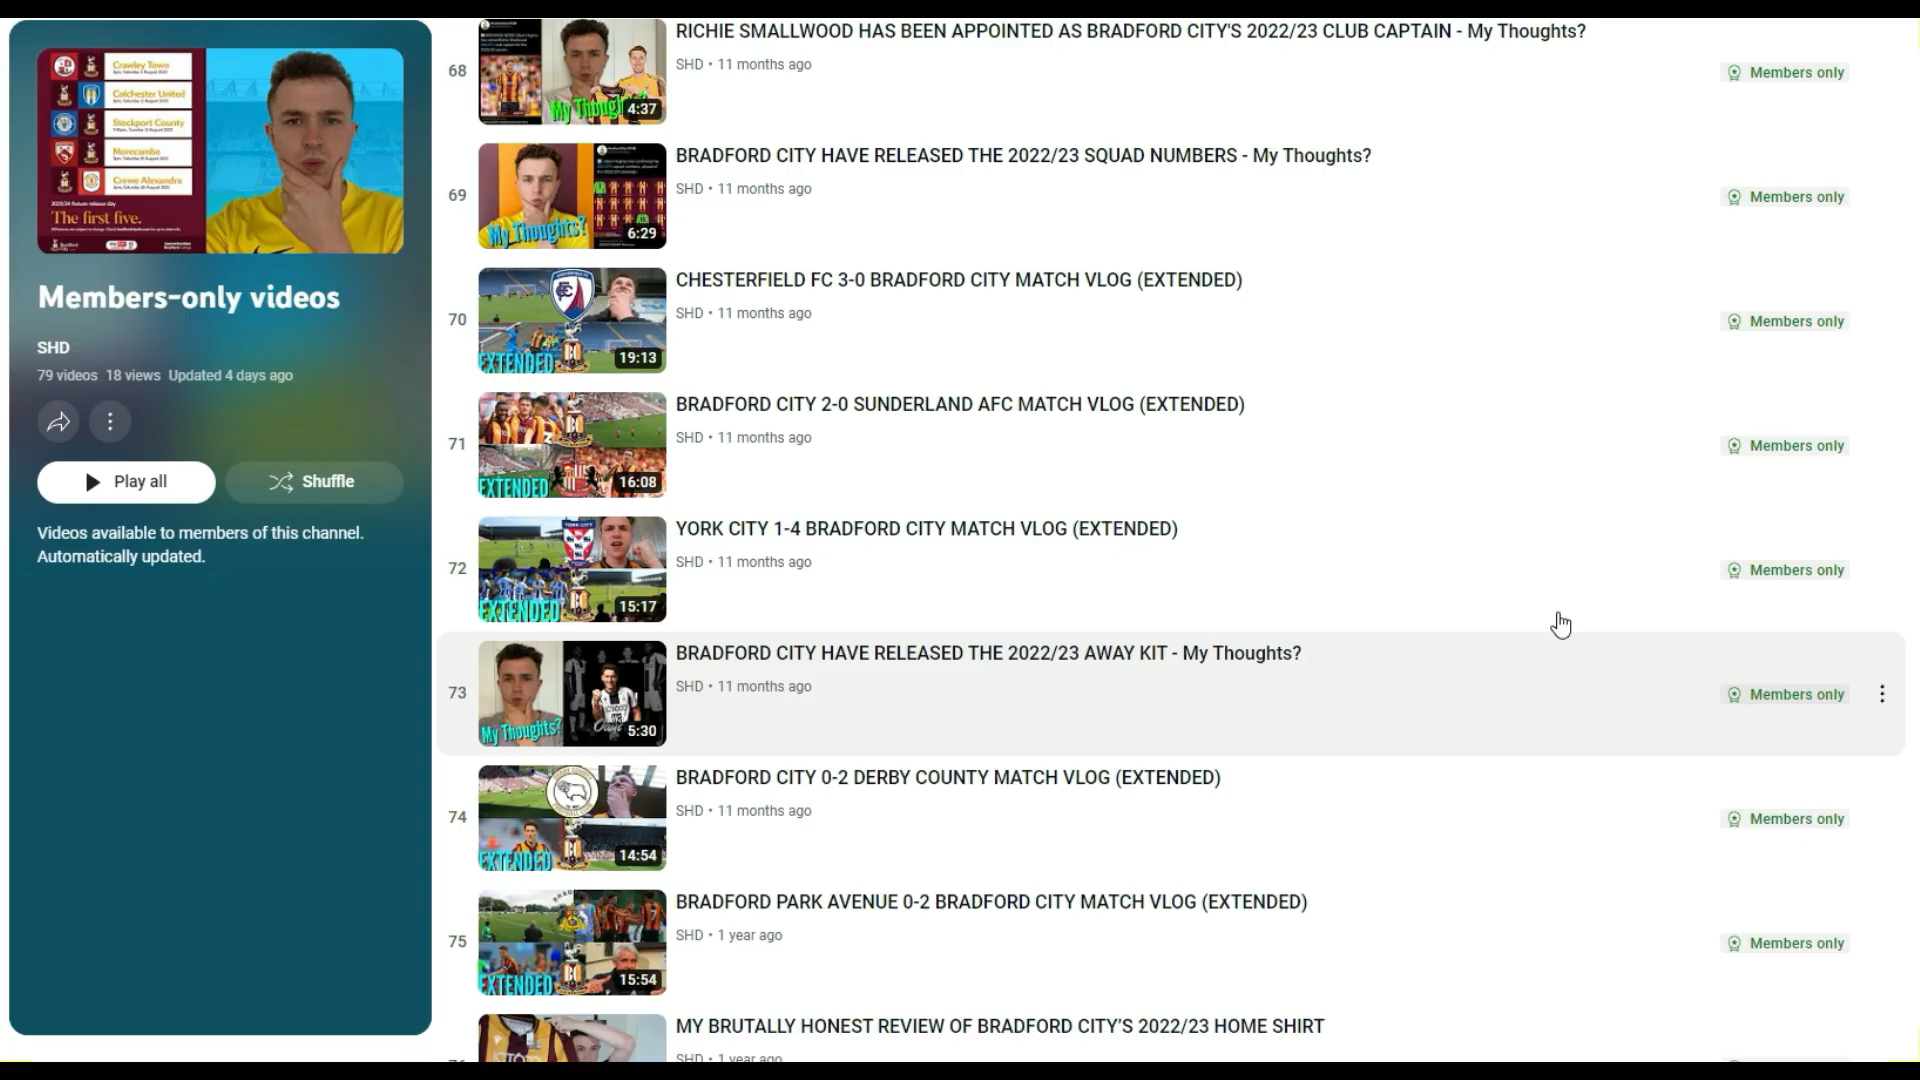 Crawley Town
Colchester United
Stockport County
Morecambe
Crewe Alexandra
The first five.
Members-only videos
SHD
79 videos 18 views Updated 4 days ago
Play all
Shuffle
Videos available to members of this channel.
Automatically updated.
68
My Thoughts?
4:37
RICHIE SMALLWOOD HAS BEEN APPOINTED AS BRADFORD CITY'S 2022/23 CLUB CAPTAIN - My Thoughts?
SHD • 11 months ago
Members only
69
My Thoughts?
6:29
BRADFORD CITY HAVE RELEASED THE 2022/23 SQUAD NUMBERS - My Thoughts?
SHD • 11 months ago
Members only
70
EXTENDED
19:13
CHESTERFIELD FC 3-0 BRADFORD CITY MATCH VLOG (EXTENDED)
SHD • 11 months ago
Members only
71
EXTENDED
16:08
BRADFORD CITY 2-0 SUNDERLAND AFC MATCH VLOG (EXTENDED)
SHD • 11 months ago
Members only
72
EXTENDED
15:17
YORK CITY 1-4 BRADFORD CITY MATCH VLOG (EXTENDED)
SHD • 11 months ago
Members only
73
My Thoughts?
5:30
BRADFORD CITY HAVE RELEASED THE 2022/23 AWAY KIT - My Thoughts?
SHD • 11 months ago
Members only
74
EXTENDED
14:54
BRADFORD CITY 0-2 DERBY COUNTY MATCH VLOG (EXTENDED)
SHD • 11 months ago
Members only
75
EXTENDED
15:54
BRADFORD PARK AVENUE 0-2 BRADFORD CITY MATCH VLOG (EXTENDED)
SHD • 1 year ago
Members only
MY BRUTALLY HONEST REVIEW OF BRADFORD CITY'S 2022/23 HOME SHIRT
SHD • 1 year ago